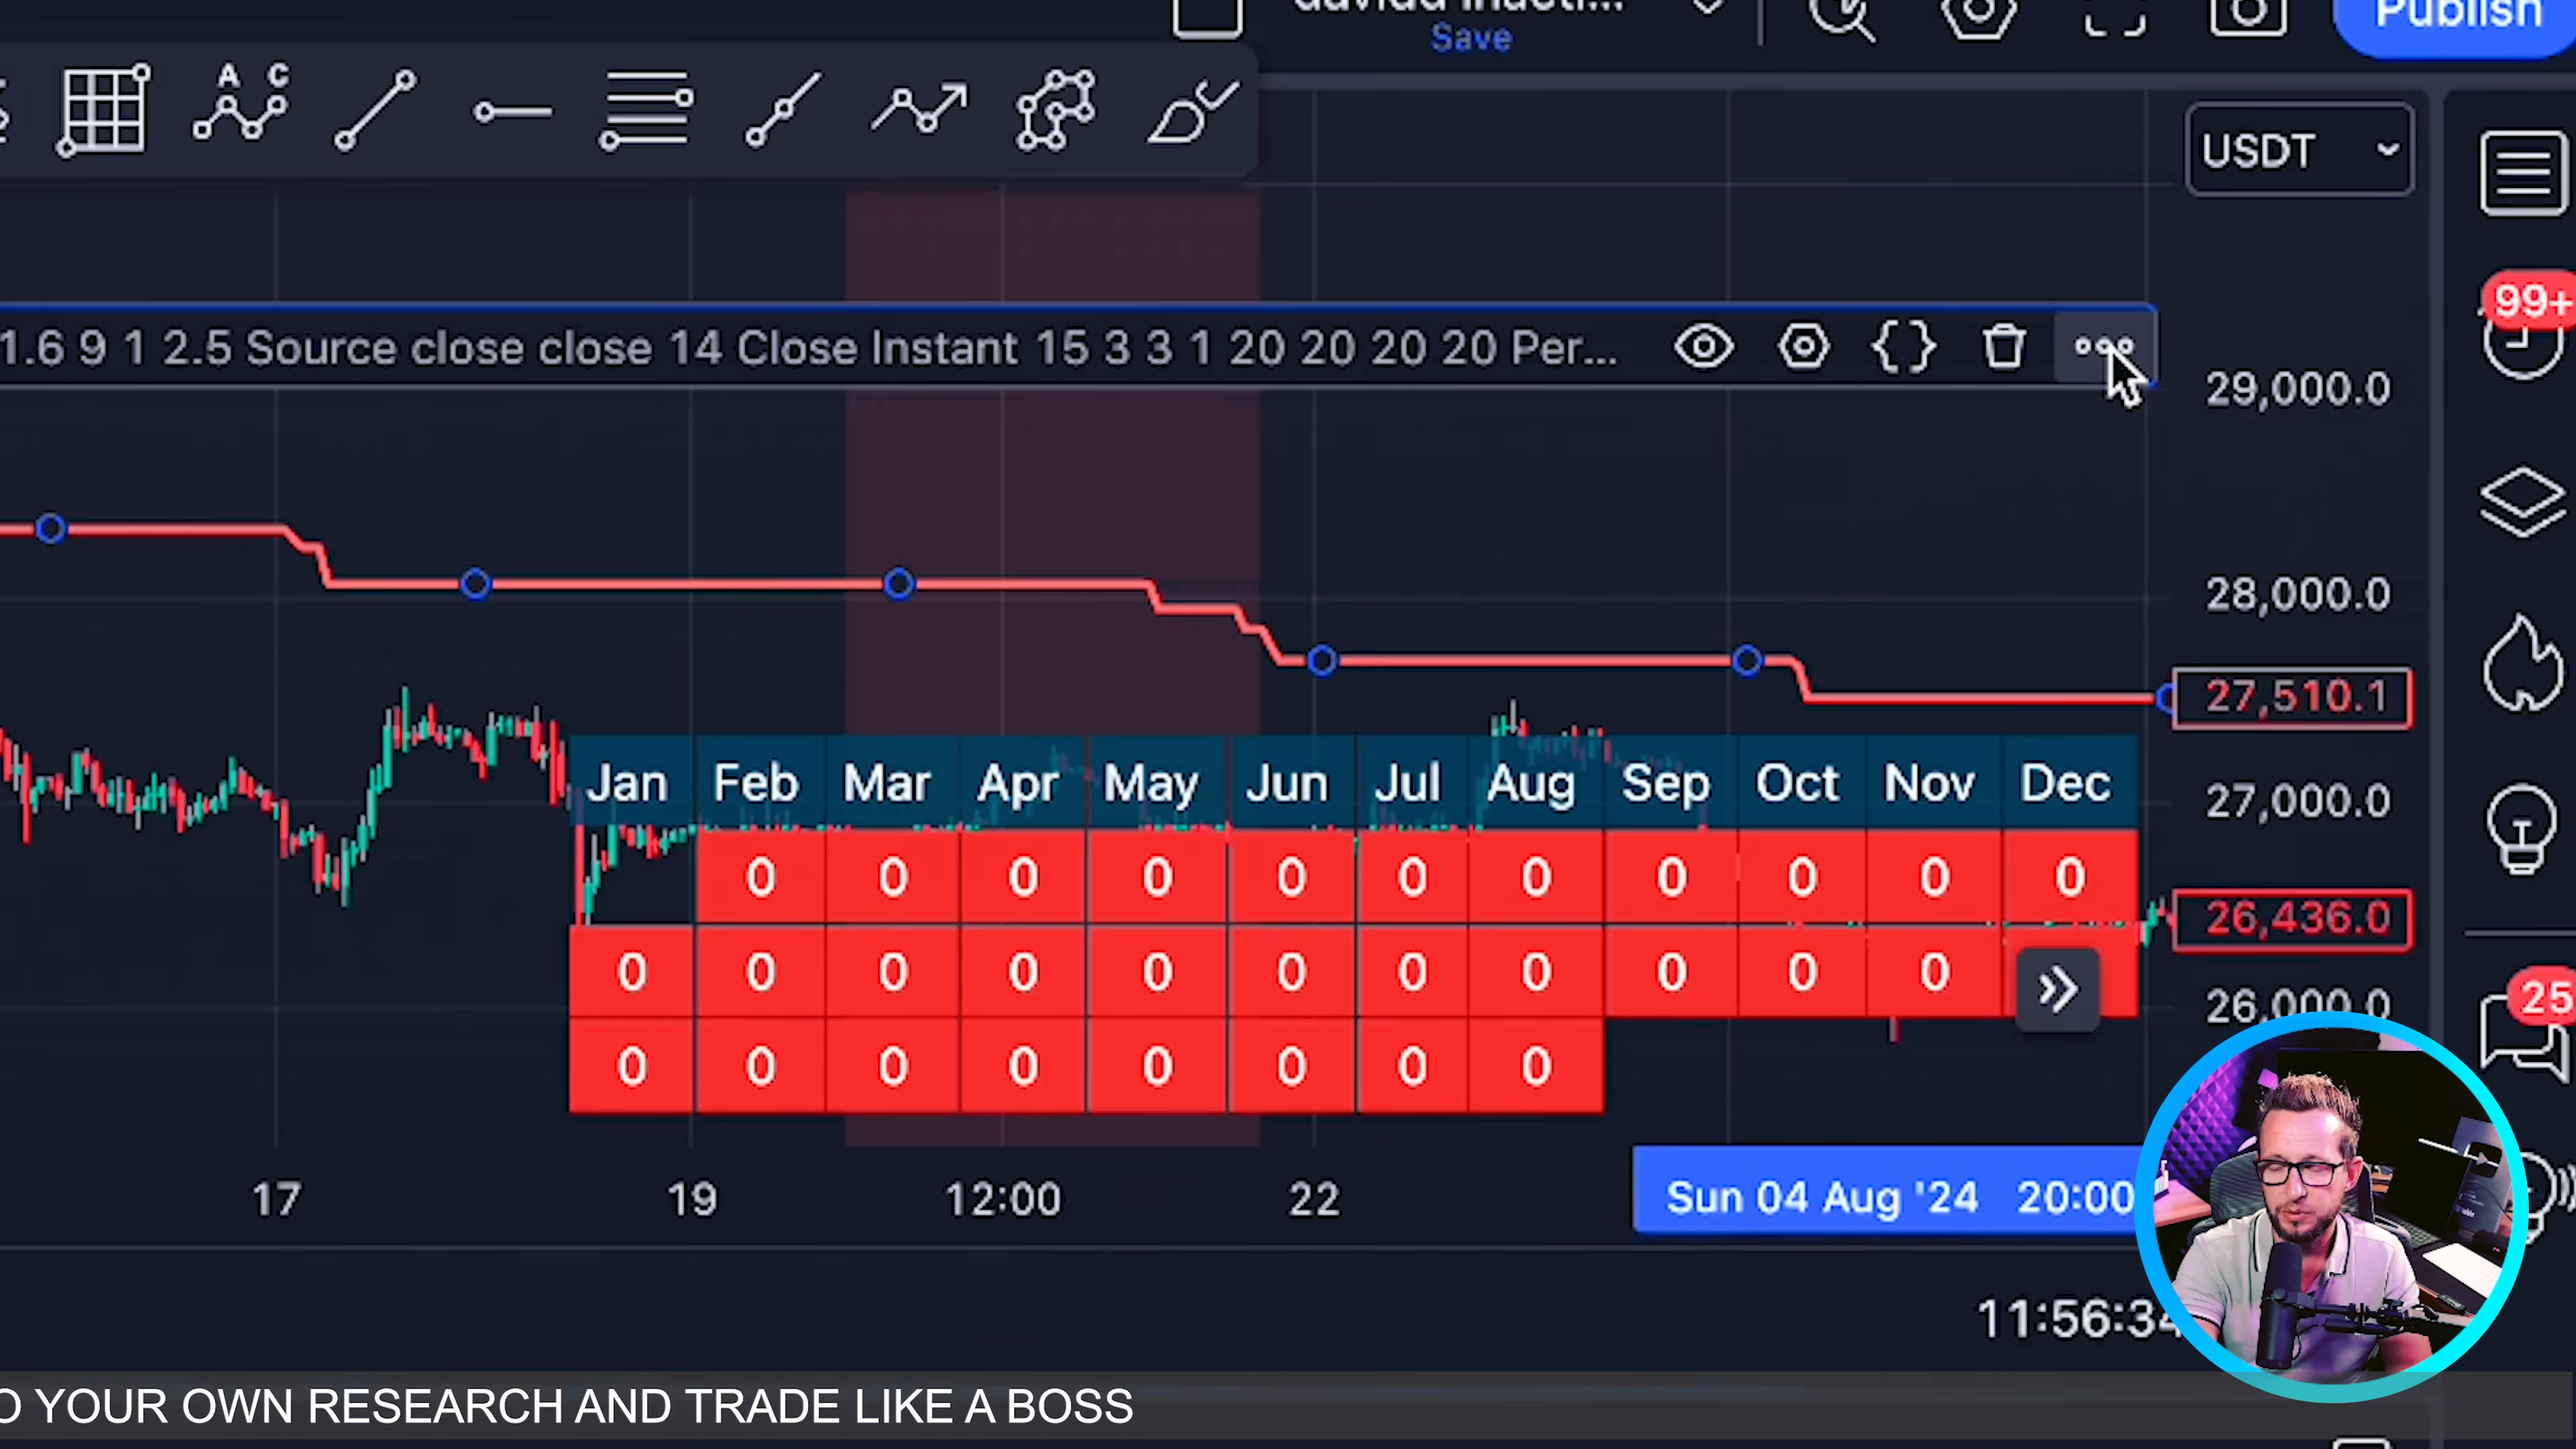 Save
Publish
A C
USDT
99+
1.6 9 1 2.5 Source close close 14 Close Instant 15 3 3 1 20 20 20 20 Per...
29,000.0
28,000.0
27,510.1
27,000.0
26,436.0
26,000.0
25
Jan Feb Mar Apr May Jun Jul Aug Sep Oct Nov Dec
0 0 0 0 0 0 0 0 0 0 0
0 0 0 0 0 0 0 0 0 0 0
0 0 0 0 0 0 0 0
17 19 12:00 22 Sun 04 Aug '24 20:00
11:56:34
O YOUR OWN RESEARCH AND TRADE LIKE A BOSS